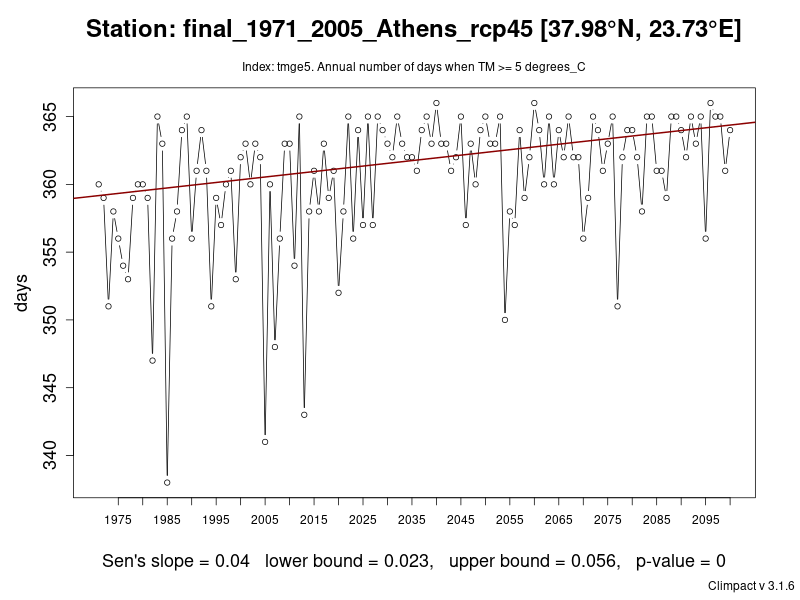 Station: final_1971_2005_Athens_rcp45 [37.98°N, 23.73°E]
Index: tmge5. Annual number of days when TM >= 5 degrees_C
365
360
355
350
345
340
days
1975 1985 1995 2005 2015 2025 2035 2045 2055 2065 2075 2085 2095
Sen's slope = 0.04 lower bound = 0.023, upper bound = 0.056, p-value = 0
Climpact v 3.1.6